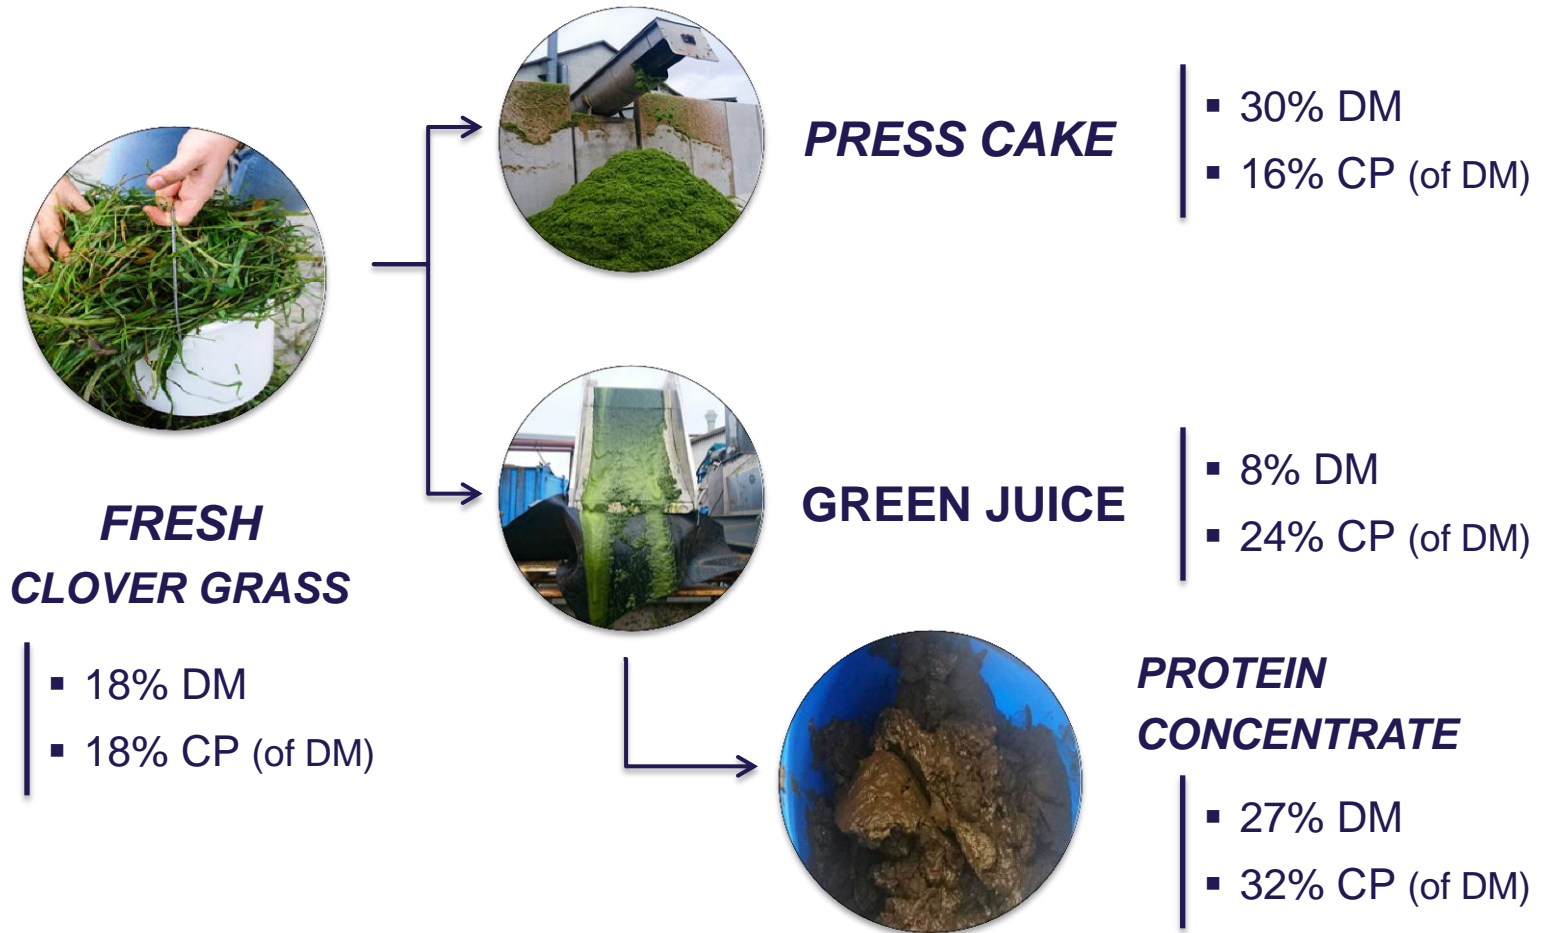 FRESH
CLOVER GRASS
▪ 18% DM
▪ 18% CP (of DM)
PRESS CAKE
▪ 30% DM
▪ 16% CP (of DM)
GREEN JUICE
▪ 8% DM
▪ 24% CP (of DM)
PROTEIN
CONCENTRATE
▪ 27% DM
▪ 32% CP (of DM)